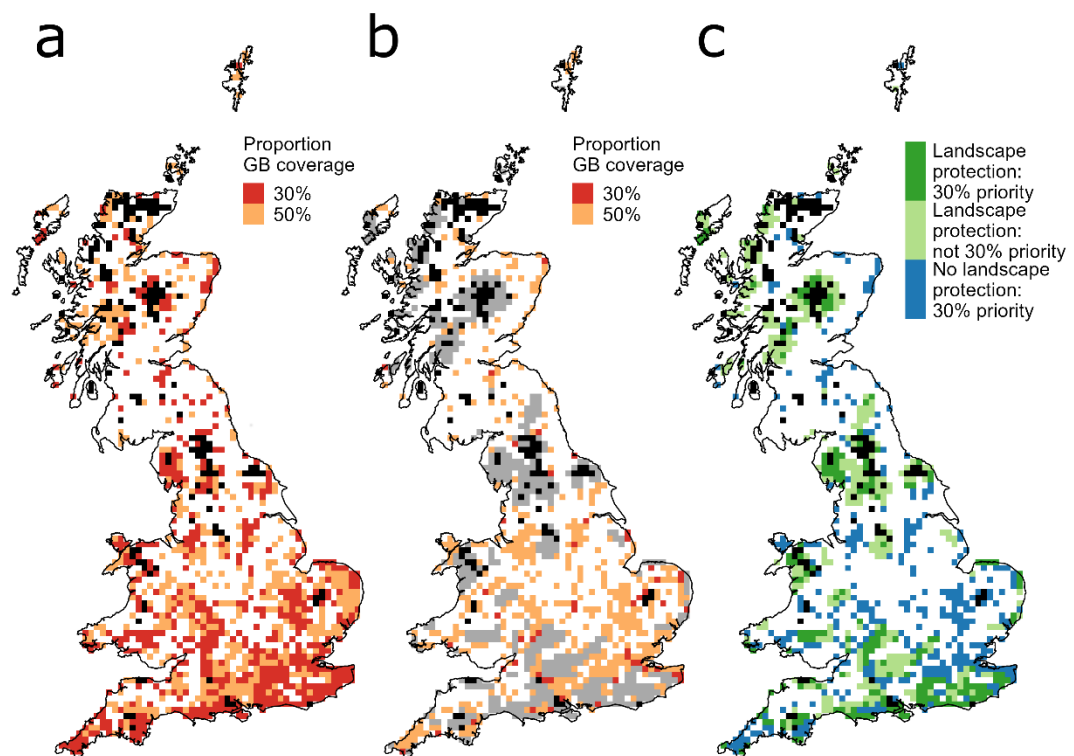 a
b
c
Proportion
GB coverage
30%
50%
Proportion
GB coverage
30%
50%
Landscape
protection:
30% priority
Landscape
protection:
not 30% priority
No landscape
protection:
30% priority